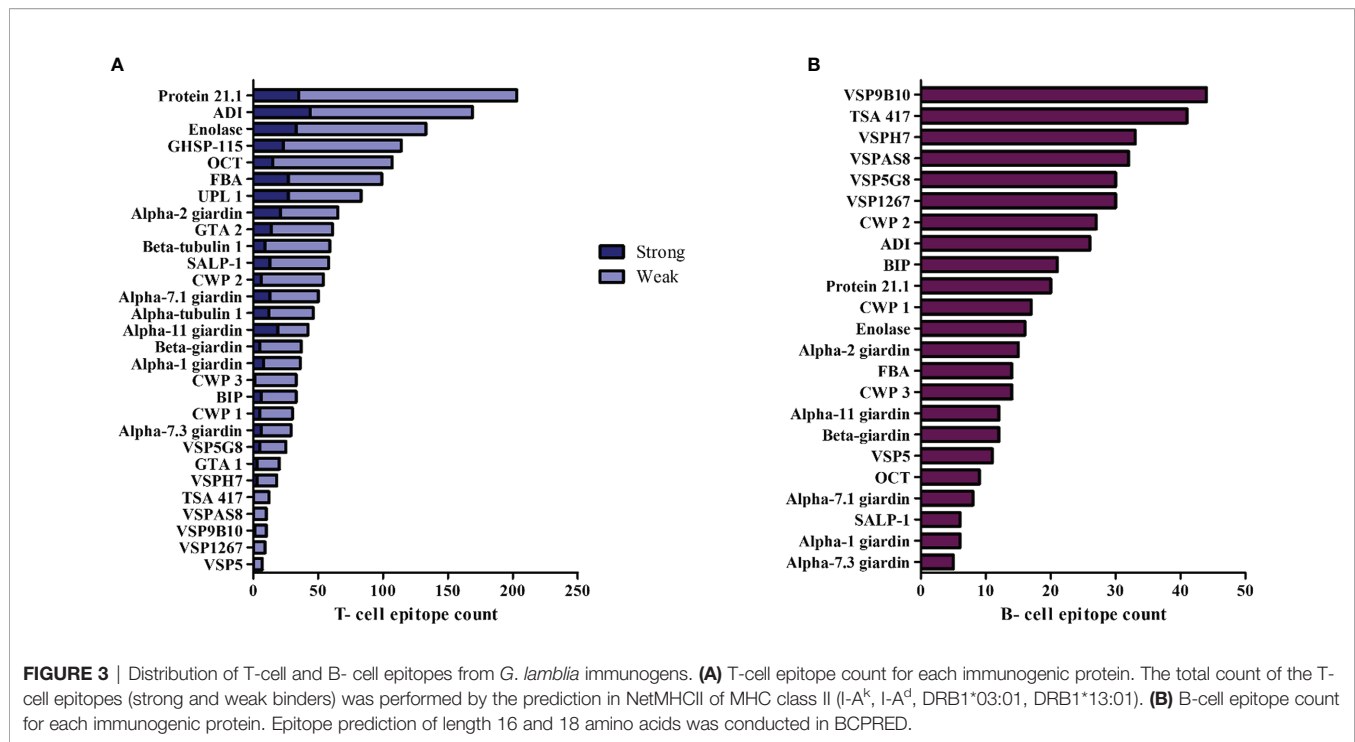 A
Protein 21.1
ADI
Enolase
GHSP-115
OCT
FBA
UPL 1
Alpha-2 giardin
GTA 2
Beta-tubulin 1
SALP-1
CWP 2
Alpha-7.1 giardin
Alpha-tubulin 1
Alpha-11 giardin
Beta-giardin
Alpha-1 giardin
CWP 3
BIP
CWP 1
Alpha-7.3 giardin
VSP5G8
GTA 1
VSPH7
TSA 417
VSPAS8
VSP9B10
VSP1267
VSP5
0 50 100 150 200 250
T- cell epitope count
Strong
Weak
B
VSP9B10
TSA 417
VSPH7
VSPAS8
VSP5G8
VSP1267
CWP 2
ADI
BIP
Protein 21.1
CWP 1
Enolase
Alpha-2 giardin
FBA
CWP 3
Alpha-11 giardin
Beta-giardin
VSP5
OCT
Alpha-7.1 giardin
SALP-1
Alpha-1 giardin
Alpha-7.3 giardin
0 10 20 30 40 50
B- cell epitope count
FIGURE 3 | Distribution of T-cell and B- cell epitopes from G. lamblia immunogens. (A) T-cell epitope count for each immunogenic protein. The total count of the T-
cell epitopes (strong and weak binders) was performed by the prediction in NetMHCII of MHC class II (I-Aᵏ, I-Aᵈ, DRB1*03:01, DRB1*13:01). (B) B-cell epitope count
for each immunogenic protein. Epitope prediction of length 16 and 18 amino acids was conducted in BCPRED.